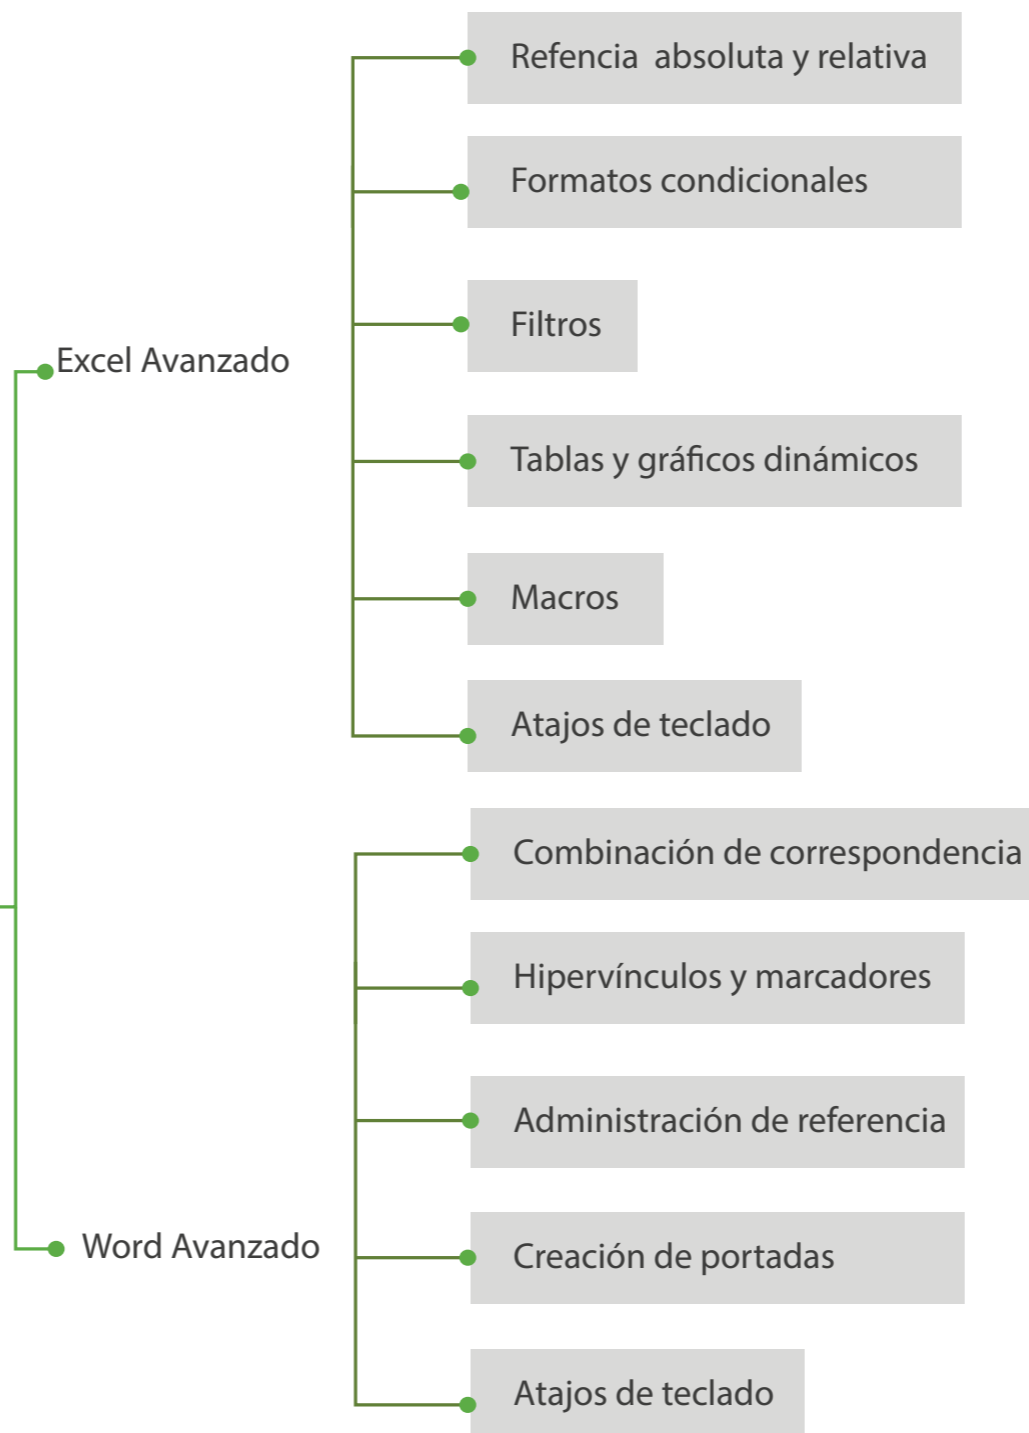 Excel Avanzado
Refencia absoluta y relativa
Formatos condicionales
Filtros
Tablas y gráficos dinámicos
Macros
Atajos de teclado
Word Avanzado
Combinación de correspondencia
Hipervínculos y marcadores
Administración de referencia
Creación de portadas
Atajos de teclado